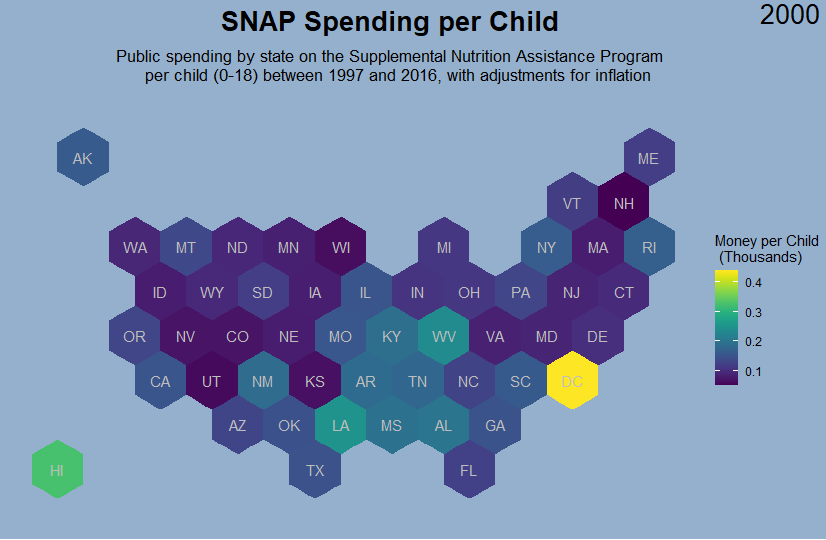 2000
SNAP Spending per Child
Public spending by state on the Supplemental Nutrition Assistance Program
per child (0-18) between 1997 and 2016, with adjustments for inflation
AK ME
VT NH
WA MT ND MN WI MI NY MA RI
ID WY SD IA IL IN OH PA NJ CT
OR NV CO NE MO KY WV VA MD DE
CA UT NM KS AR TN NC SC DC
AZ OK LA MS AL GA
HI TX FL
Money per Child
(Thousands)
0.4
0.3
0.2
0.1